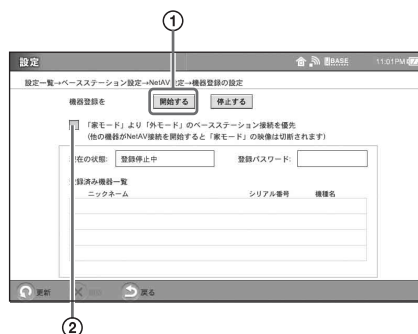 ①
設定 BASE 11:01PM
設定一覧→ベースステーション設定→NetAV設定→機器登録の設定
機器登録を 開始する 停止する
「家モード」より「外モード」のベースステーション接続を優先
(他の機器がNetAV接続を開始すると「家モード」の映像は切断されます)
現在の状態: 登録停止中 登録パスワード:
登録済み機器一覧
ニックネーム シリアル番号 機種名
更新 戻る
②